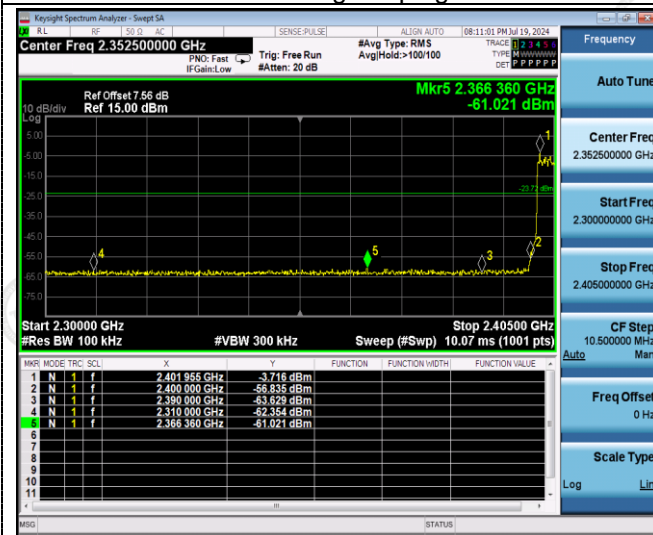 Keysight Spectrum Analyzer - Swept SA
RL RF 50 Ω AC SENSE:PULSE ALIGN AUTO 08:11:01 PM Jul 19, 2024
Center Freq 2.352500000 GHz
PNO: Fast
IFGain:Low
Trig: Free Run
#Atten: 20 dB
#Avg Type: RMS
Avg|Hold:>100/100
TRACE 1 2 3 4 5 6
TYPE M W W W W W
DET P P P P P P
Ref Offset 7.56 dB
10 dB/div Ref 15.00 dBm
Log
Mkr5 2.366 360 GHz
-61.021 dBm
5.00
-5.00
-15.0
-25.0
-35.0
-45.0
-55.0
-65.0
-75.0
-23.72 dBm
1
2
3
4
5
Start 2.30000 GHz Stop 2.40500 GHz
#Res BW 100 kHz #VBW 300 kHz Sweep (#Swp) 10.07 ms (1001 pts)
MKR MODE TRC SCL X Y FUNCTION FUNCTION WIDTH FUNCTION VALUE
1 N 1 f 2.401 955 GHz -3.716 dBm
2 N 1 f 2.400 000 GHz -56.835 dBm
3 N 1 f 2.390 000 GHz -63.629 dBm
4 N 1 f 2.310 000 GHz -62.354 dBm
5 N 1 f 2.366 360 GHz -61.021 dBm
6
7
8
9
10
11
MSG STATUS
Frequency
Auto Tune
Center Freq
2.352500000 GHz
Start Freq
2.300000000 GHz
Stop Freq
2.405000000 GHz
CF Step
10.500000 MHz
Auto Man
Freq Offset
0 Hz
Scale Type
Log Lin